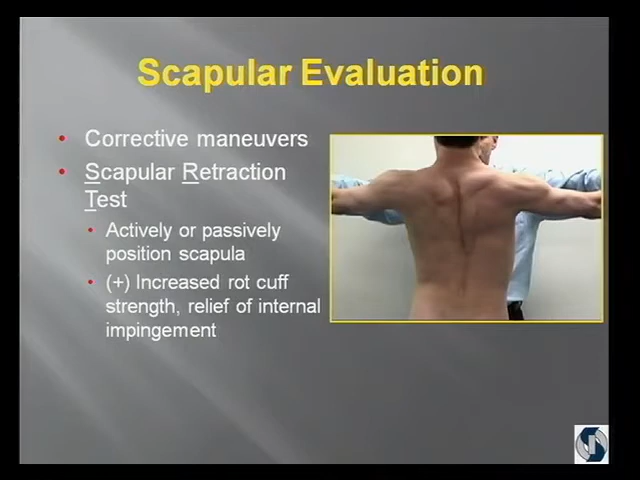 Scapular Evaluation
• Corrective maneuvers
• Scapular Retraction
Test
• Actively or passively
position scapula
• (+) Increased rot cuff
strength, relief of internal
impingement